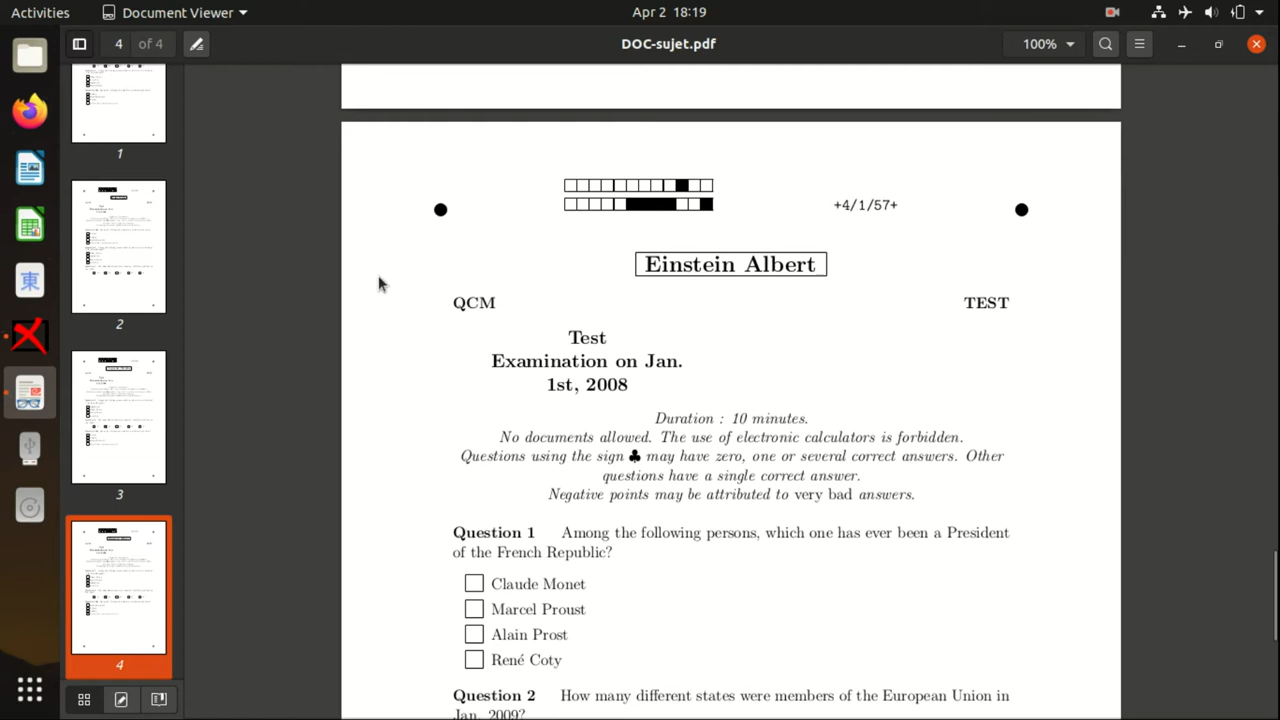 Activities
Document Viewer
Apr 2 18:19
4 of 4
DOC-sujet.pdf
100%
1
2
3
4
+4/1/57+
Einstein Albert
QCM
TEST
Test
Examination on Jan.
1st, 2008
Duration : 10 minutes.
No documents allowed. The use of electronic calculators is forbidden.
Questions using the sign ♣ may have zero, one or several correct answers. Other
questions have a single correct answer.
Negative points may be attributed to very bad answers.
Question 1 Among the following persons, which one has ever been a President
of the French Republic?
Claude Monet
Marcel Proust
Alain Prost
René Coty
Question 2 How many different states were members of the European Union in
Jan. 2009?